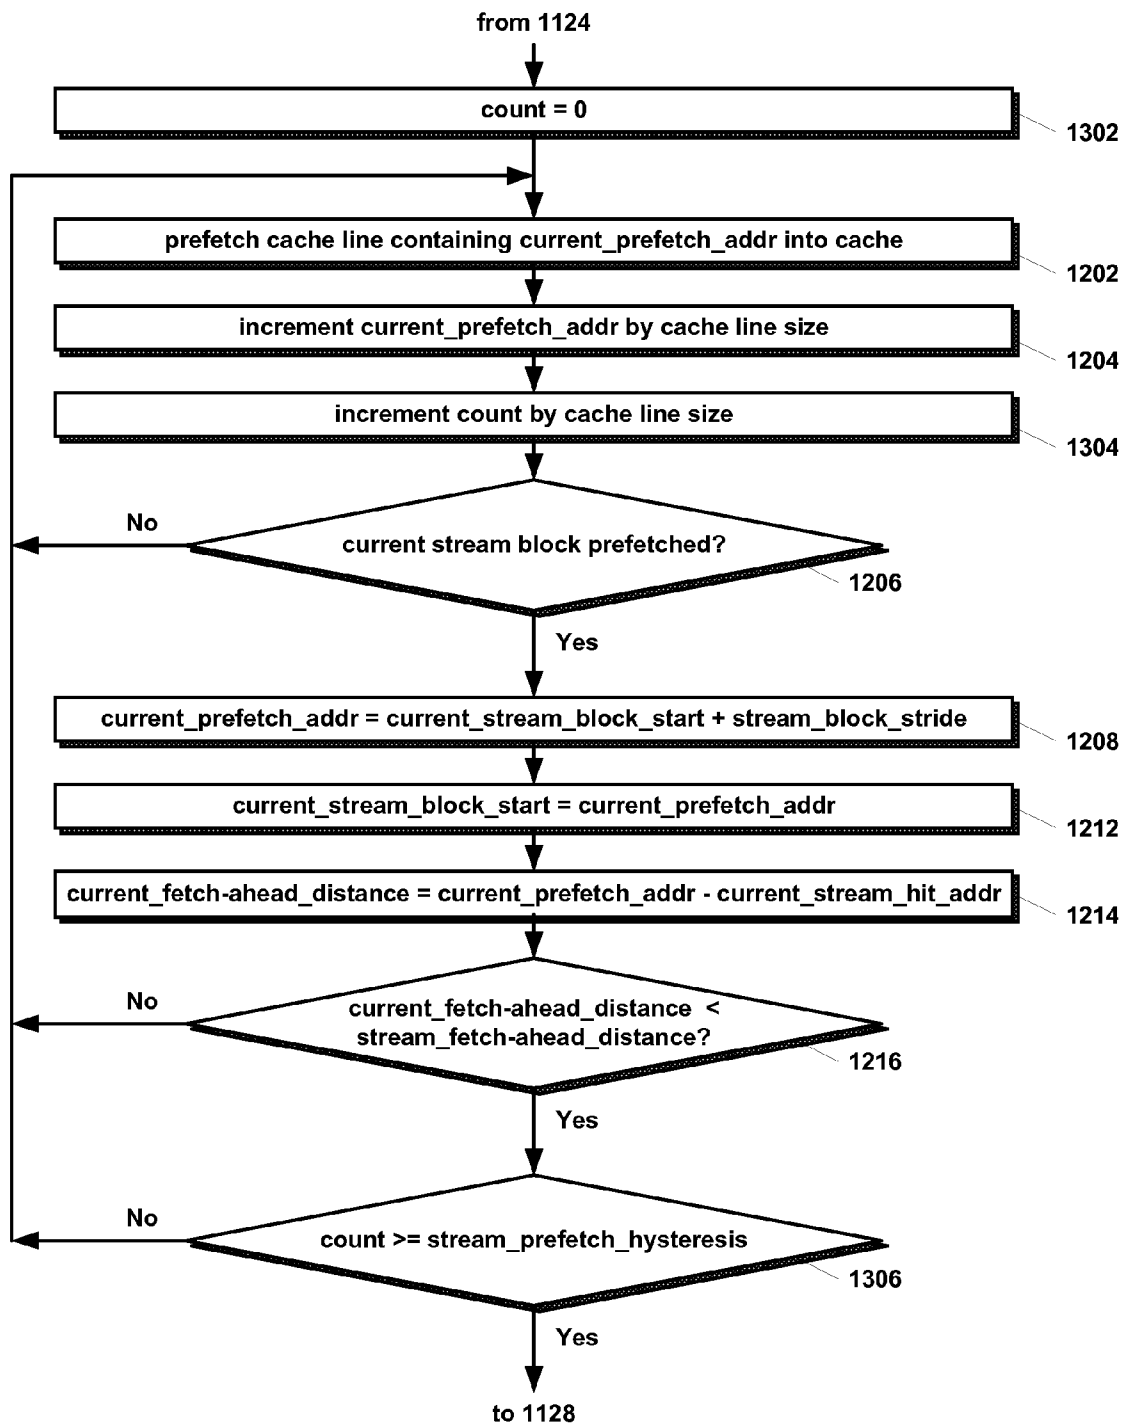 from 1124
count = 0
1302
prefetch cache line containing current_prefetch_addr into cache
1202
increment current_prefetch_addr by cache line size
1204
increment count by cache line size
1304
No
current stream block prefetched?
1206
Yes
current_prefetch_addr = current_stream_block_start + stream_block_stride
1208
current_stream_block_start = current_prefetch_addr
1212
current_fetch-ahead_distance = current_prefetch_addr - current_stream_hit_addr
1214
No
current_fetch-ahead_distance <
stream_fetch-ahead_distance?
1216
Yes
No
count >= stream_prefetch_hysteresis
1306
Yes
to 1128